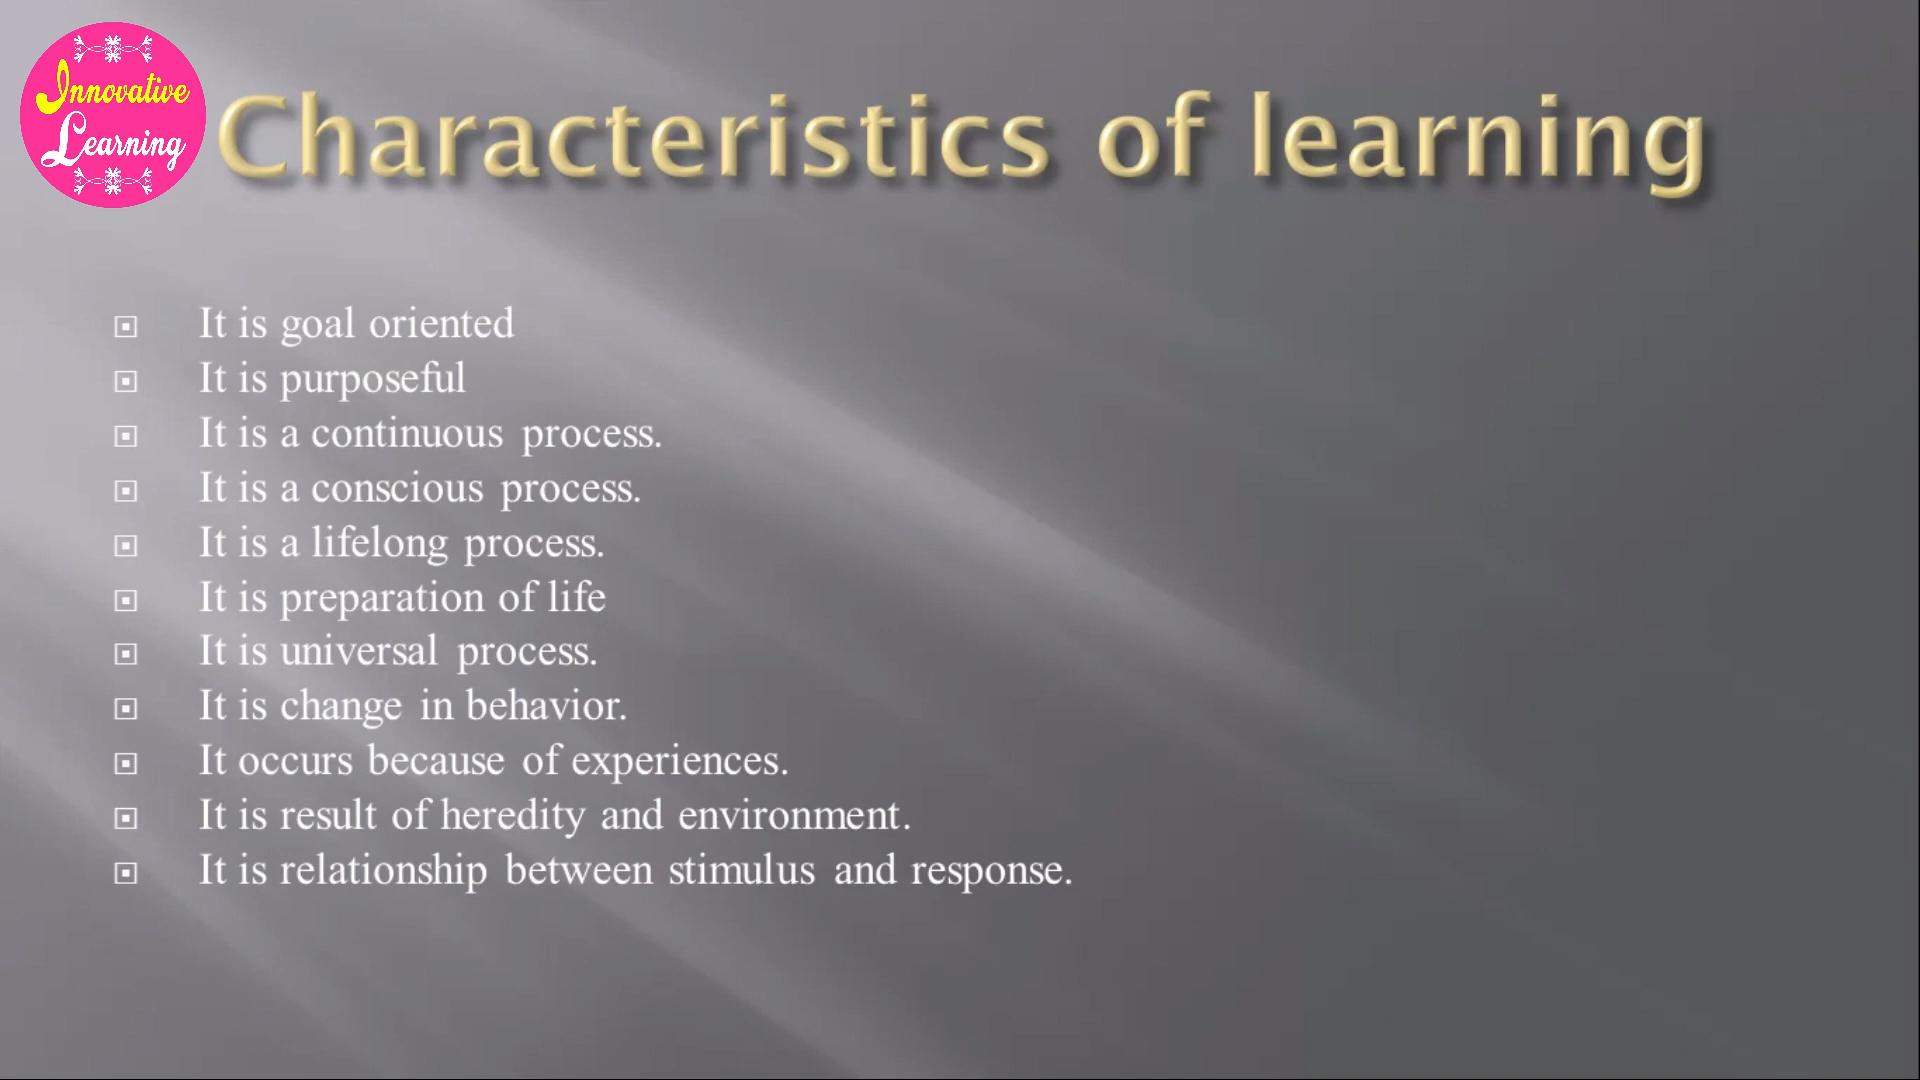 Innovative
Learning
Characteristics of learning
It is goal oriented
It is purposeful
It is a continuous process.
It is a conscious process.
It is a lifelong process.
It is preparation of life
It is universal process.
It is change in behavior.
It occurs because of experiences.
It is result of heredity and environment.
It is relationship between stimulus and response.